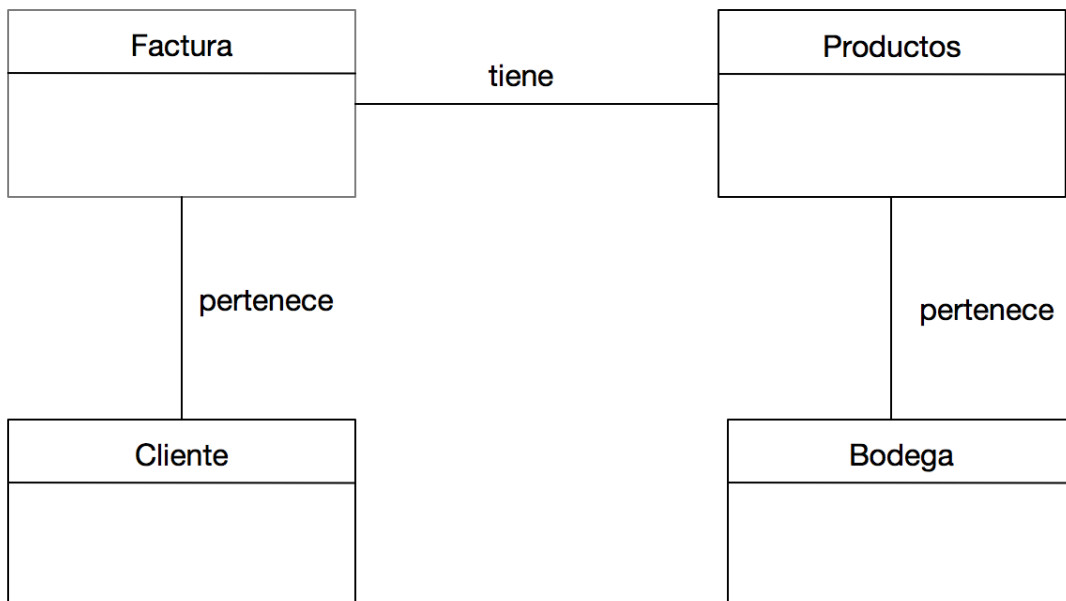 Factura
Productos
tiene
pertenece
pertenece
Cliente
Bodega